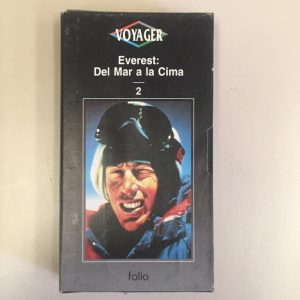 VOYAGER
Everest:
Del Mar a la Cima
2
folio